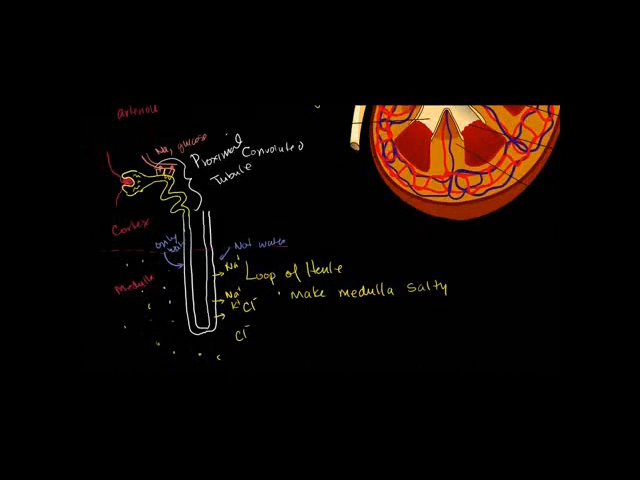 arteriole
Na, glucose
Proximal
Convoluted
Tubule
Cortex
only
Not water
Na+
Loop of Henle
Medulla
Na+
K+ Cl-
· make medulla salty
Cl-